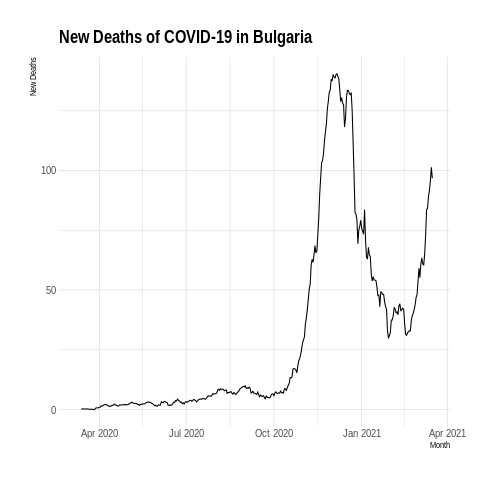 New Deaths of COVID-19 in Bulgaria
New Deaths
100
50
0
Apr 2020
Jul 2020
Oct 2020
Jan 2021
Apr 2021
Month